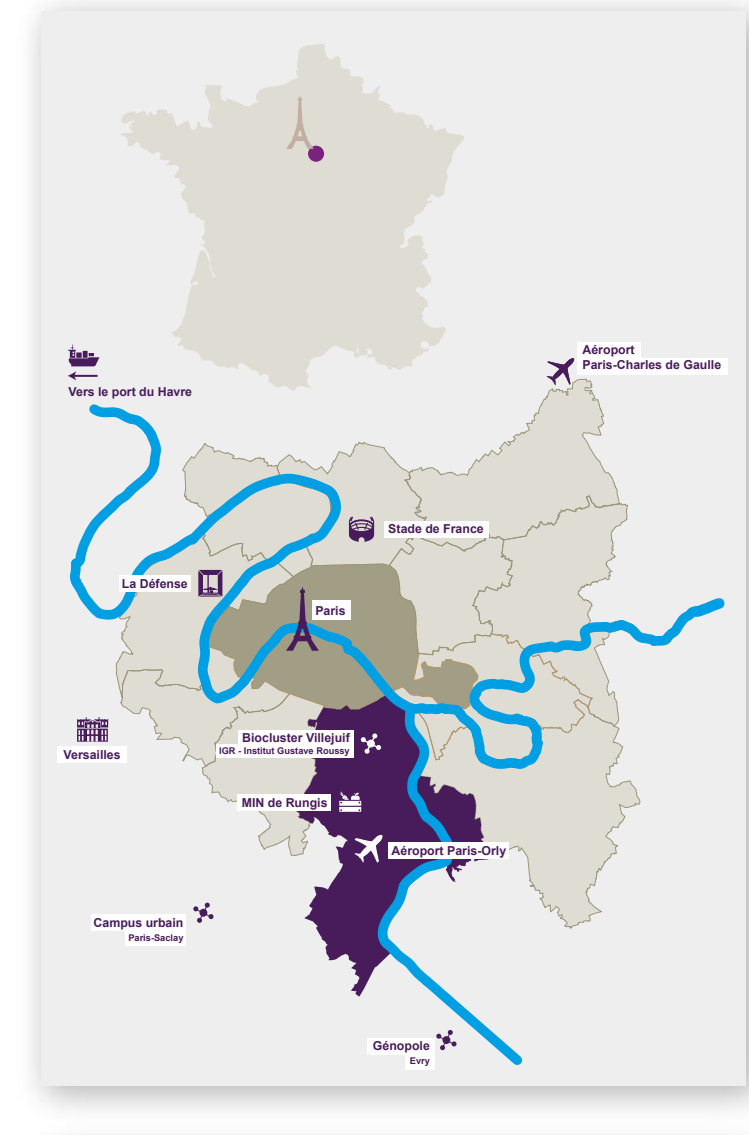 Aéroport
Paris-Charles de Gaulle
Vers le port du Havre
Stade de France
La Défense
Paris
Biocluster Villejuif
IGR - Institut Gustave Roussy
Versailles
MIN de Rungis
Aéroport Paris-Orly
Campus urbain
Paris-Saclay
Génopole
Evry